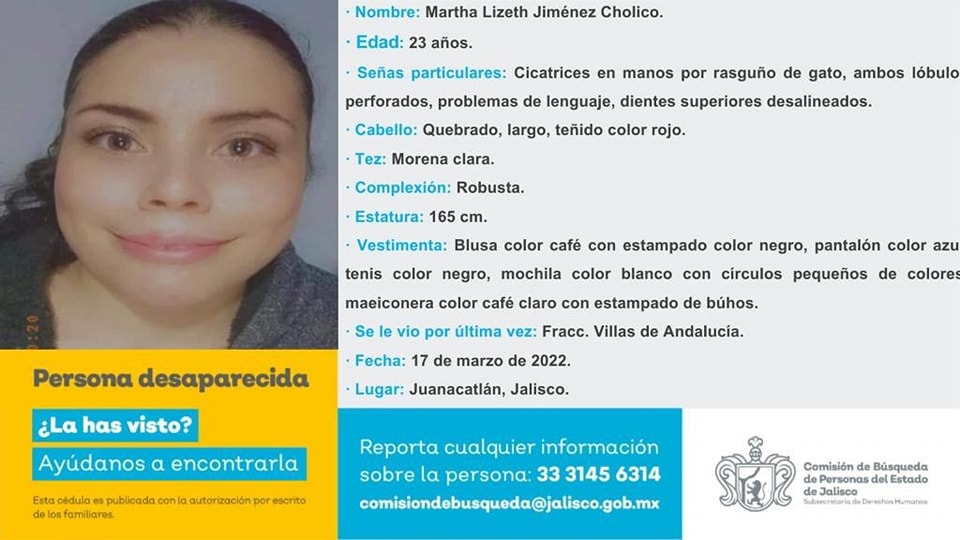 · Nombre: Martha Lizeth Jiménez Cholico.
· Edad: 23 años.
· Señas particulares: Cicatrices en manos por rasguño de gato, ambos lóbulo
perforados, problemas de lenguaje, dientes superiores desalineados.
· Cabello: Quebrado, largo, teñido color rojo.
· Tez: Morena clara.
· Complexión: Robusta.
· Estatura: 165 cm.
· Vestimenta: Blusa color café con estampado color negro, pantalón color azu
tenis color negro, mochila color blanco con círculos pequeños de colores
maeiconera color café claro con estampado de búhos.
· Se le vio por última vez: Fracc. Villas de Andalucía.
· Fecha: 17 de marzo de 2022.
· Lugar: Juanacatlán, Jalisco.
Persona desaparecida
¿La has visto?
Ayúdanos a encontrarla
Esta cédula es publicada con la autorización por escrito
de los familiares.
Reporta cualquier información
sobre la persona: 33 3145 6314
comisiondebusqueda@jalisco.gob.mx
Comisión de Búsqueda
de Personas del Estado
de Jalisco
Subsecretaría de Derechos Humanos